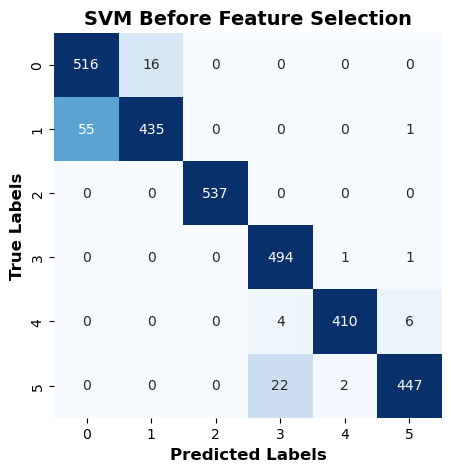 SVM Before Feature Selection
True Labels
0 516 16 0 0 0 0
1 55 435 0 0 0 1
2 0 0 537 0 0 0
3 0 0 0 494 1 1
4 0 0 0 4 410 6
5 0 0 0 22 2 447
0 1 2 3 4 5
Predicted Labels